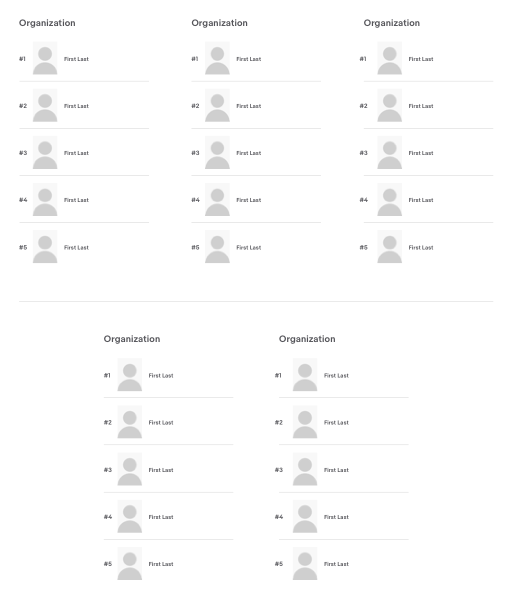 Organization Organization Organization
#1 First Last #1 First Last #1 First Last
#2 First Last #2 First Last #2 First Last
#3 First Last #3 First Last #3 First Last
#4 First Last #4 First Last #4 First Last
#5 First Last #5 First Last #5 First Last
Organization Organization
#1 First Last #1 First Last
#2 First Last #2 First Last
#3 First Last #3 First Last
#4 First Last #4 First Last
#5 First Last #5 First Last